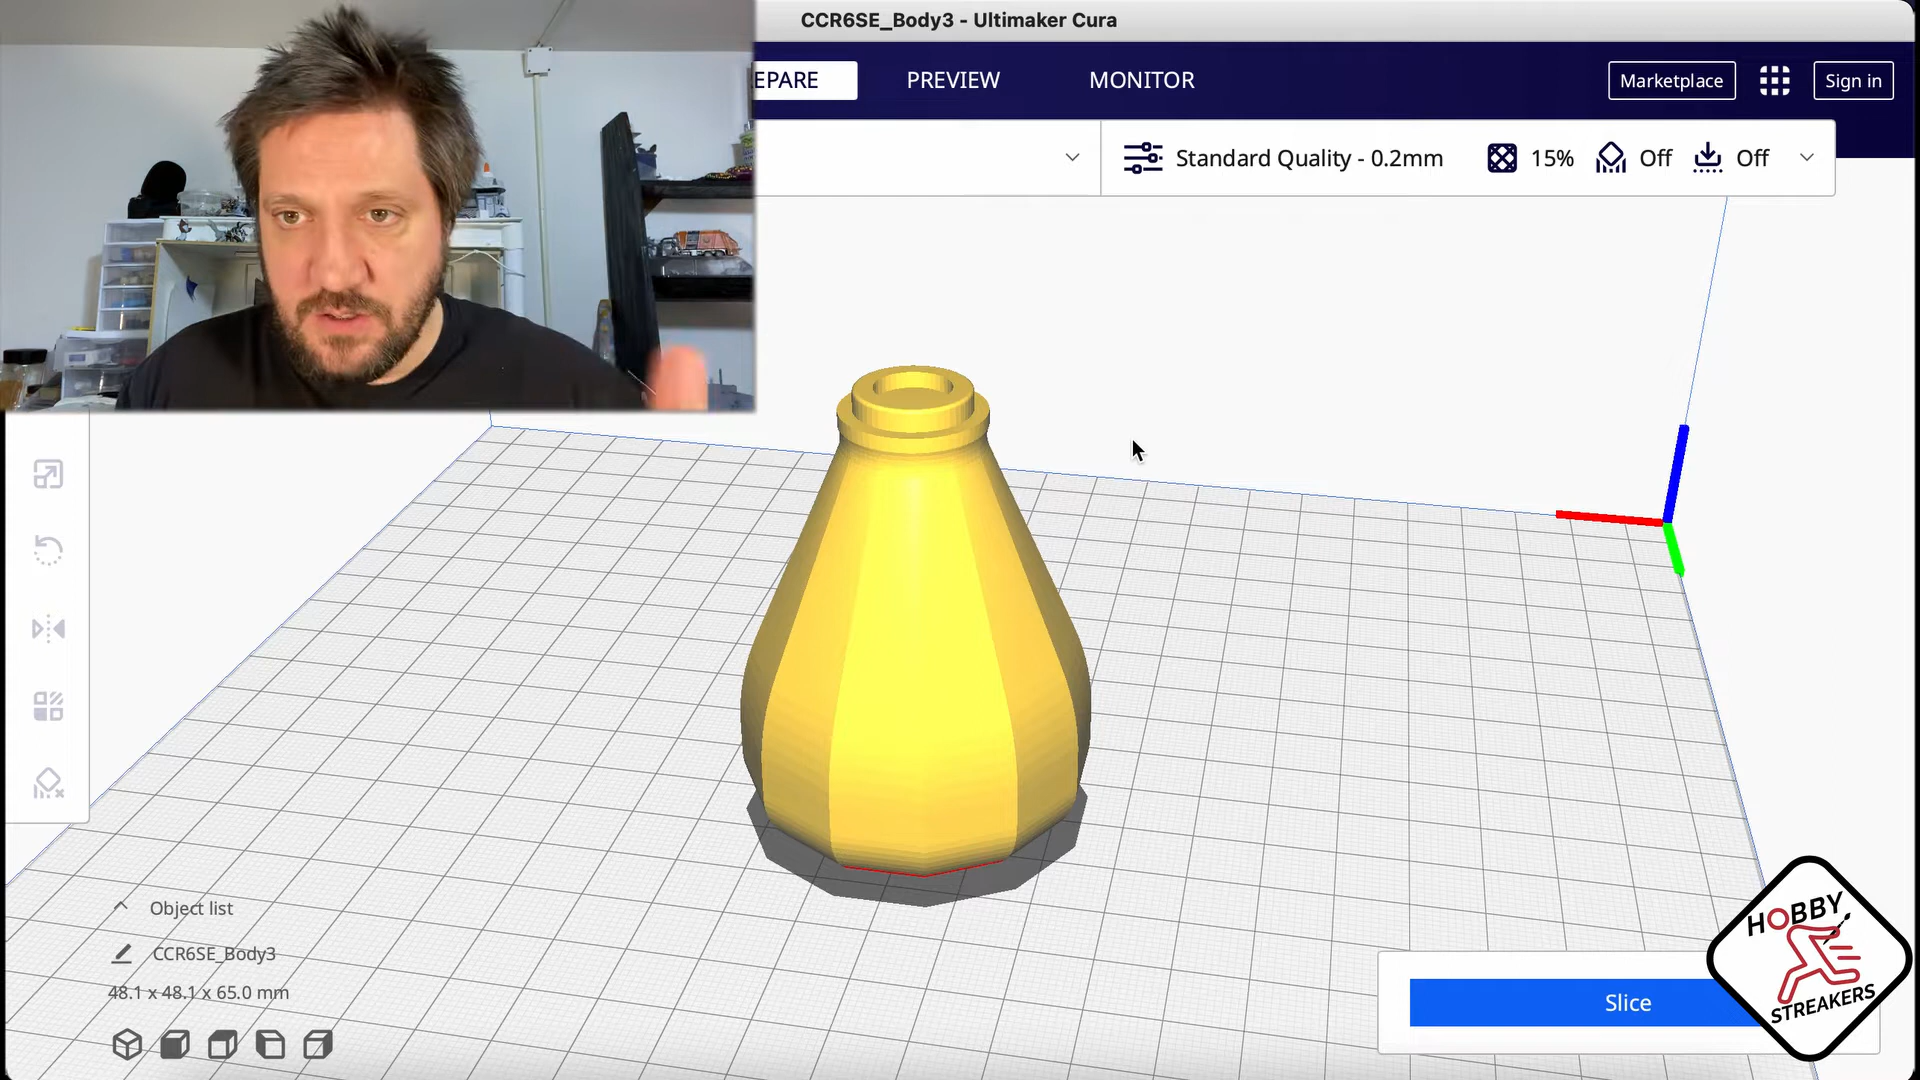 CCR6SE_Body3 - Ultimaker Cura
EPARE PREVIEW MONITOR Marketplace Sign in
Standard Quality - 0.2mm 15% Off Off
Object list
CCR6SE_Body3
48.1 x 48.1 x 65.0 mm
Slice
HOBBY
STREAKERS